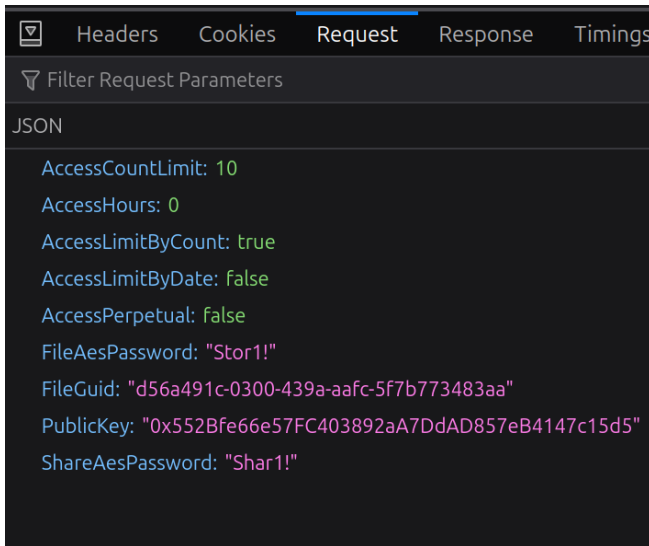 Headers Cookies Request Response Timings
Filter Request Parameters
JSON
AccessCountLimit: 10
AccessHours: 0
AccessLimitByCount: true
AccessLimitByDate: false
AccessPerpetual: false
FileAesPassword: "Stor1!"
FileGuid: "d56a491c-0300-439a-aafc-5f7b773483aa"
PublicKey: "0x552Bfe66e57FC403892aA7DdAD857eB4147c15d5"
ShareAesPassword: "Shar1!"